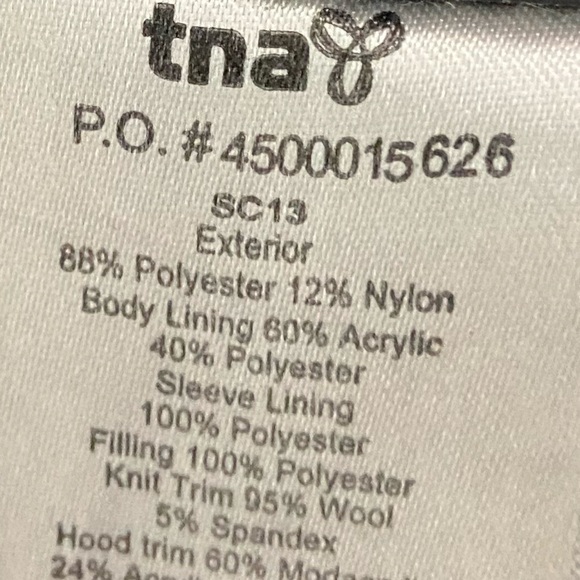 tna
P.O. #4500015626
SC13
Exterior
88% Polyester 12% Nylon
Body Lining 60% Acrylic
40% Polyester
Sleeve Lining
100% Polyester
Filling 100% Polyester
Knit Trim 95% Wool
5% Spandex
Hood trim 60%
24%